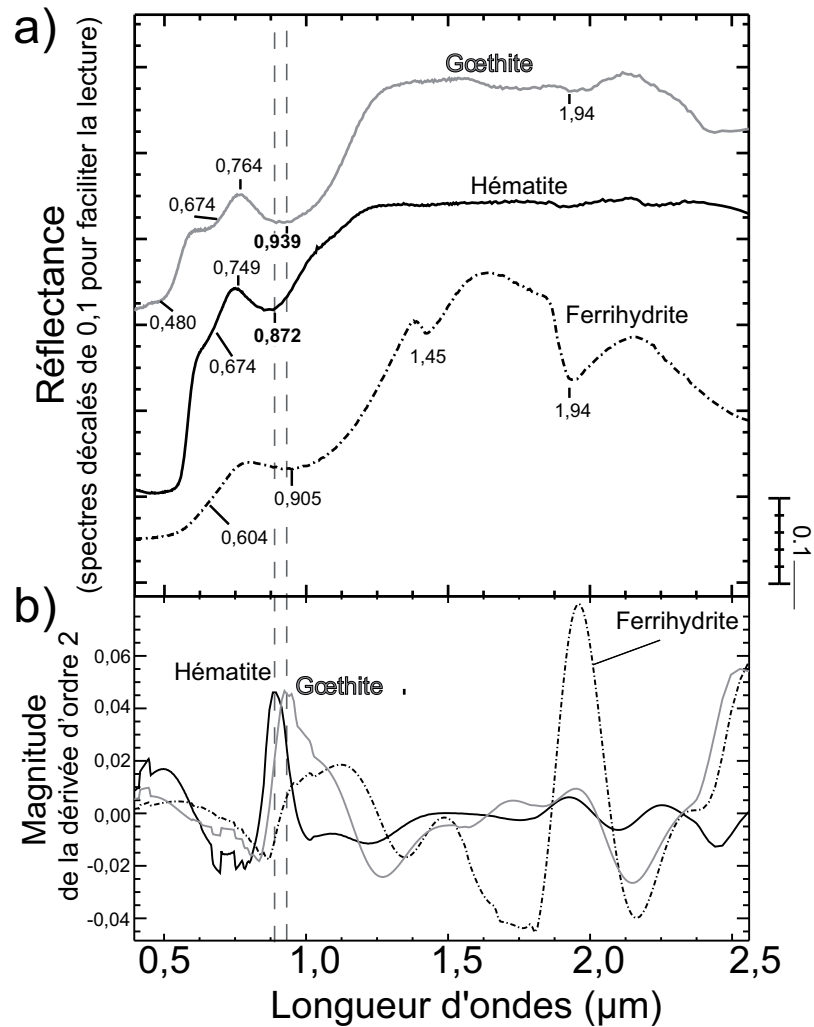 a)
Réflectance
(spectres décalés de 0,1 pour faciliter la lecture)
Gœthite
1,94
0,764
0,674
0,939
0,480
Hématite
0,749
0,872
0,674
Ferrihydrite
1,45
1,94
0,905
0,604
0.1
b)
Magnitude
de la dérivée d'ordre 2
Ferrihydrite
Hématite
Gœthite
0,06
0,04
0,02
0,00
-0,02
-0,04
0,5 1,0 1,5 2,0 2,5
Longueur d'ondes (µm)